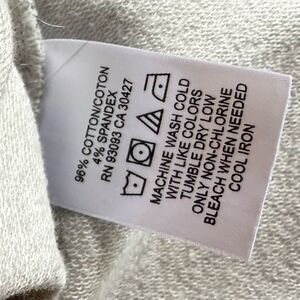 96% COTTON/COTON
4% SPANDEX
RN 93093 CA 30427
MACHINE WASH COLD
WITH LIKE COLORS
TUMBLE DRY LOW
ONLY NON-CHLORINE
BLEACH WHEN NEEDED
COOL IRON